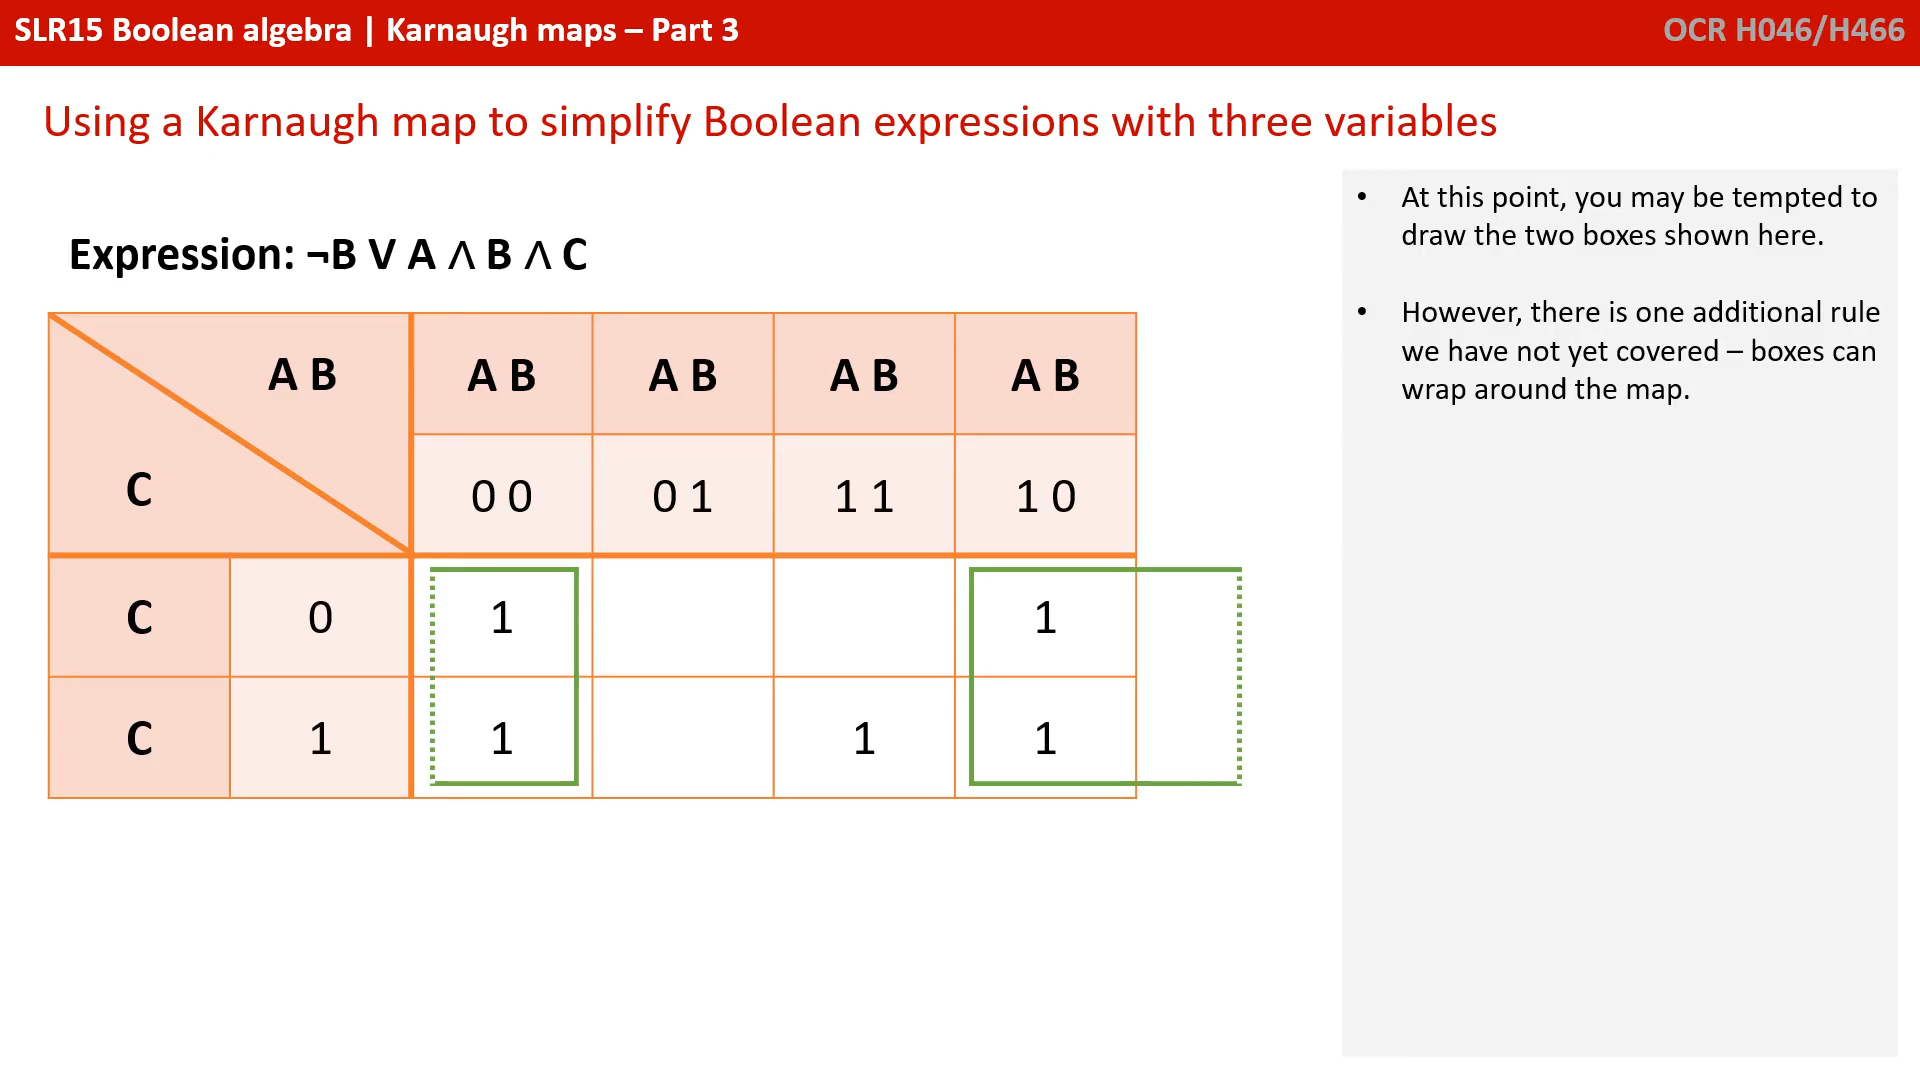 SLR15 Boolean algebra | Karnaugh maps – Part 3
OCR H046/H466
Using a Karnaugh map to simplify Boolean expressions with three variables
Expression: ¬B V A ∧ B ∧ C
A B
C
A B A B A B A B
0 0 0 1 1 1 1 0
C 0 1 1
C 1 1 1 1
• At this point, you may be tempted to
draw the two boxes shown here.
• However, there is one additional rule
we have not yet covered – boxes can
wrap around the map.